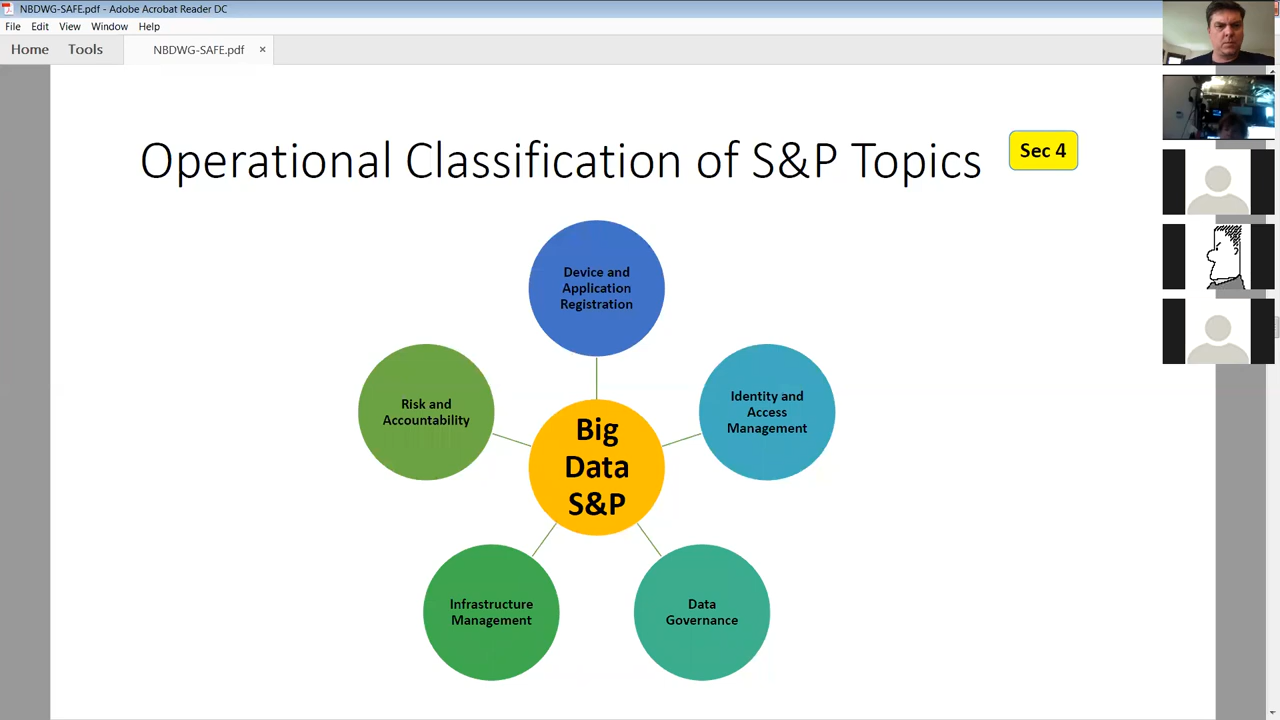 NBDWG-SAFE.pdf - Adobe Acrobat Reader DC
File Edit View Window Help
Home Tools NBDWG-SAFE.pdf ×
Operational Classification of S&P Topics
Sec 4
Device and
Application
Registration
Risk and
Accountability
Identity and
Access
Management
Big
Data
S&P
Infrastructure
Management
Data
Governance